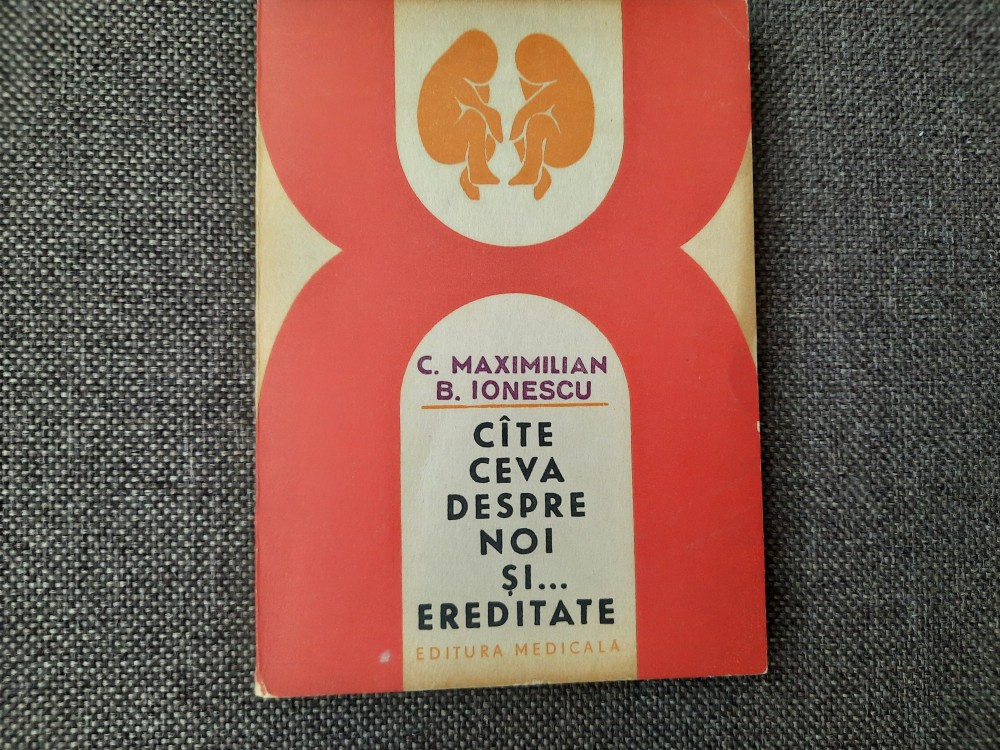 C. MAXIMILIAN
B. IONESCU
CÎTE
CEVA
DESPRE
NOI
ȘI...
EREDITATE
EDITURA MEDICALĂ